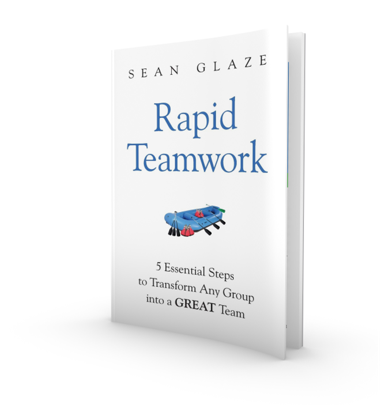 SEAN GLAZE
Rapid
Teamwork
5 Essential Steps
to Transform Any Group
into a GREAT Team